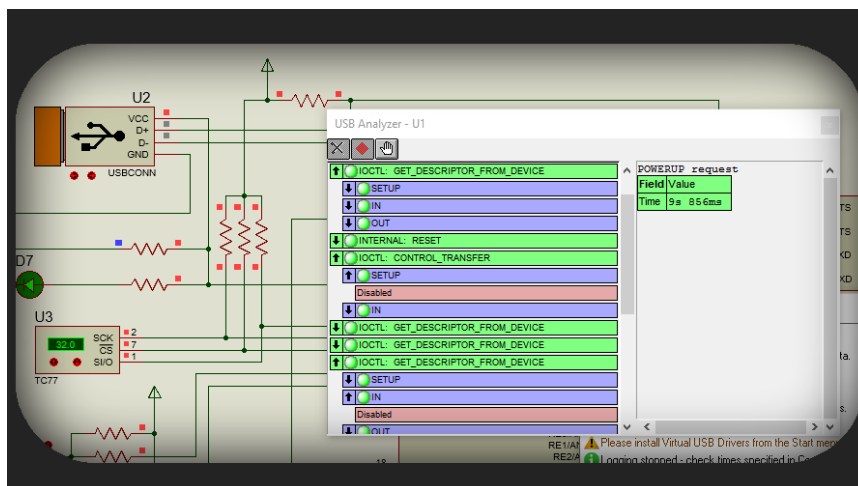 U2
VCC
D+
D-
GND
USBCONN
D7
U3
32.0
SCK 2
CS 7
SI/O 1
TC77
USB Analyzer - U1
IOCTL: GET_DESCRIPTOR_FROM_DEVICE
SETUP
IN
OUT
INTERNAL: RESET
IOCTL: CONTROL_TRANSFER
SETUP
Disabled
IN
IOCTL: GET_DESCRIPTOR_FROM_DEVICE
IOCTL: GET_DESCRIPTOR_FROM_DEVICE
IOCTL: GET_DESCRIPTOR_FROM_DEVICE
SETUP
IN
Disabled
OUT
POWERUP request
Field Value
Time 9s 856ms
TS
TS
XD
XD
ta.
s.
RE1/AN
RE2/A
18
Please install Virtual USB Drivers from the Start menu
Logging stopped - check times specified in Co